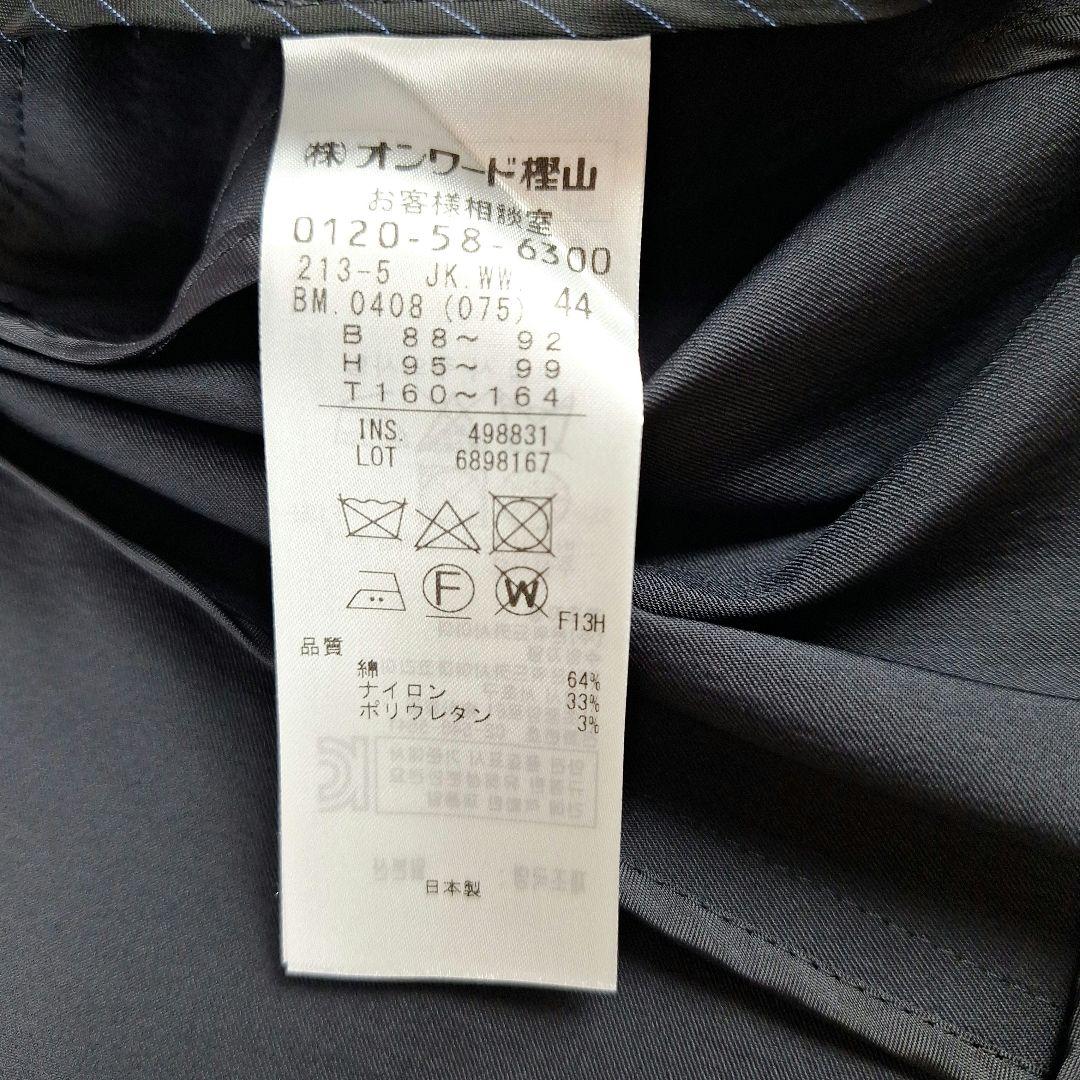 (株)オンワード樫山
お客様相談室
0120-58-6300
213-5 JK.WW.
BM.0408 (075) 44
B 88～ 92
H 95～ 99
T 160～164
INS. 498831
LOT 6898167
F
W
F13H
品質
綿 64%
ナイロン 33%
ポリウレタン 3%
日本製